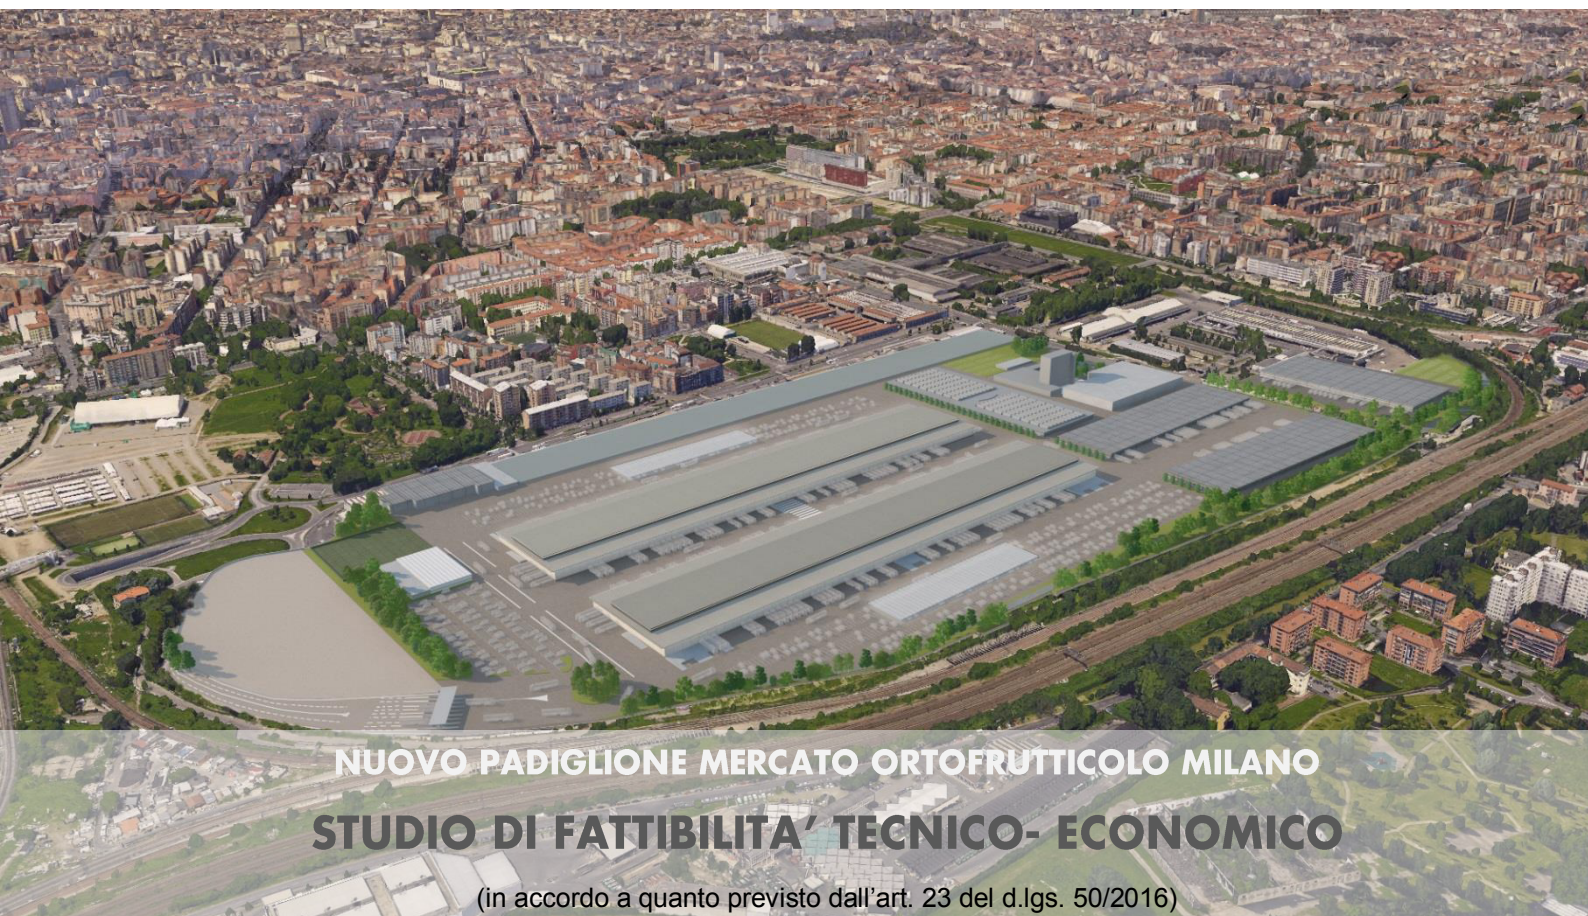 NUOVO PADIGLIONE MERCATO ORTOFRUTTICOLO MILANO
STUDIO DI FATTIBILITA’ TECNICO- ECONOMICO
(in accordo a quanto previsto dall’art. 23 del d.lgs. 50/2016)